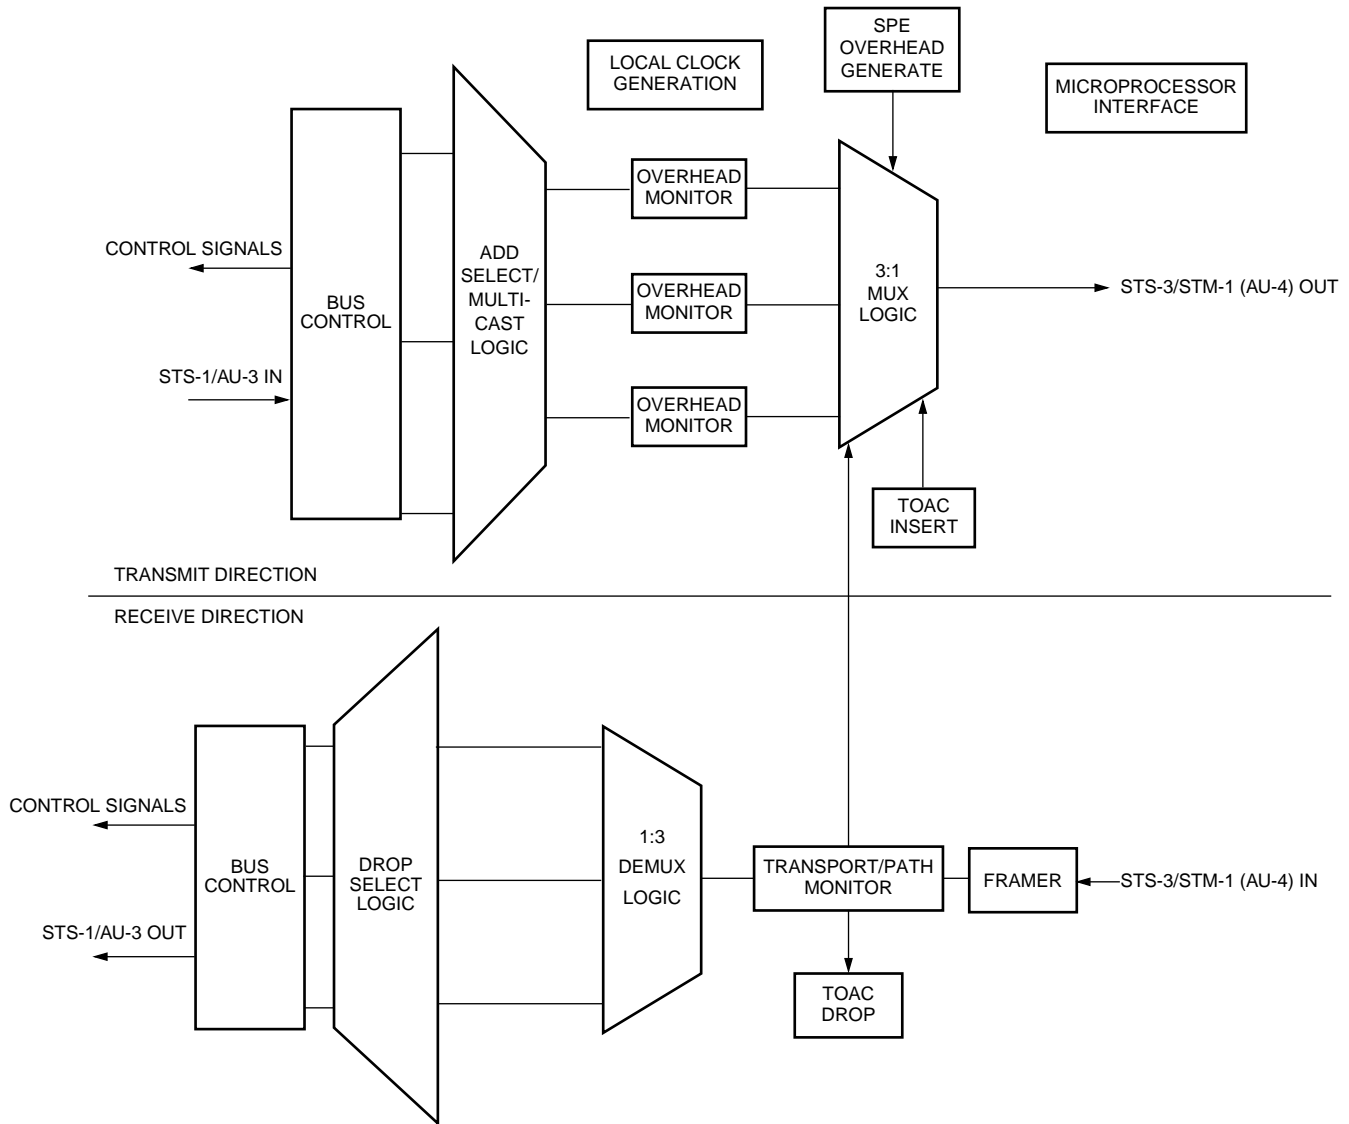 SPE
OVERHEAD
GENERATE
LOCAL CLOCK
GENERATION
MICROPROCESSOR
INTERFACE
OVERHEAD
MONITOR
CONTROL SIGNALS
BUS
CONTROL
STS-1/AU-3 IN
ADD
SELECT/
MULTI-
CAST
LOGIC
OVERHEAD
MONITOR
3:1
MUX
LOGIC
STS-3/STM-1 (AU-4) OUT
OVERHEAD
MONITOR
TOAC
INSERT
TRANSMIT DIRECTION
RECEIVE DIRECTION
CONTROL SIGNALS
BUS
CONTROL
STS-1/AU-3 OUT
DROP
SELECT
LOGIC
1:3
DEMUX
LOGIC
TRANSPORT/PATH
MONITOR
FRAMER
STS-3/STM-1 (AU-4) IN
TOAC
DROP